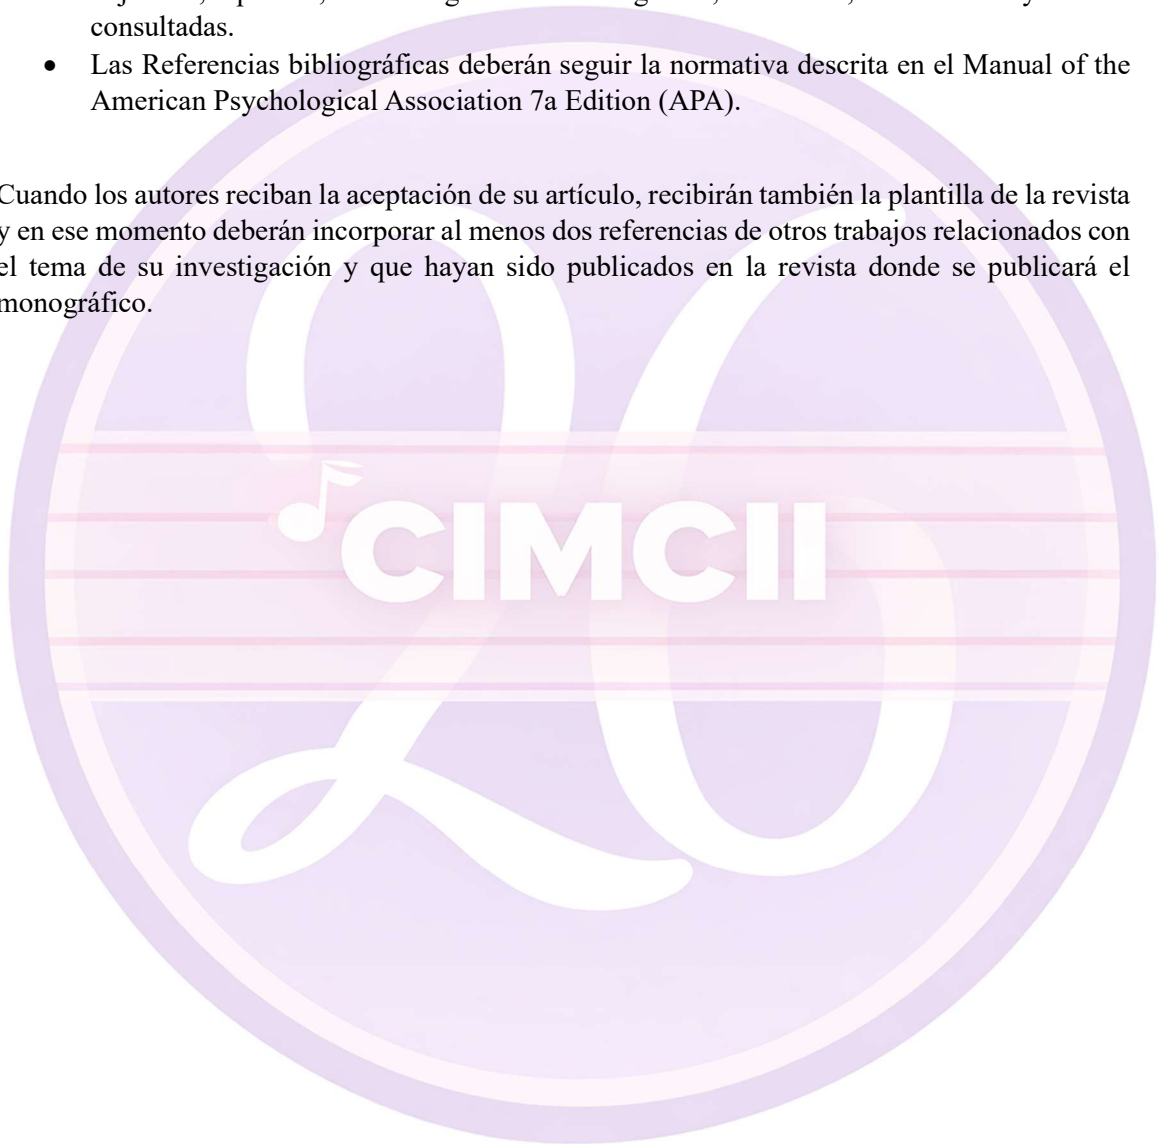 consultadas.
• Las Referencias bibliográficas deberán seguir la normativa descrita en el Manual of the
American Psychological Association 7a Edition (APA).
Cuando los autores reciban la aceptación de su artículo, recibirán también la plantilla de la revista
y en ese momento deberán incorporar al menos dos referencias de otros trabajos relacionados con
el tema de su investigación y que hayan sido publicados en la revista donde se publicará el
monográfico.
26
CIMCII